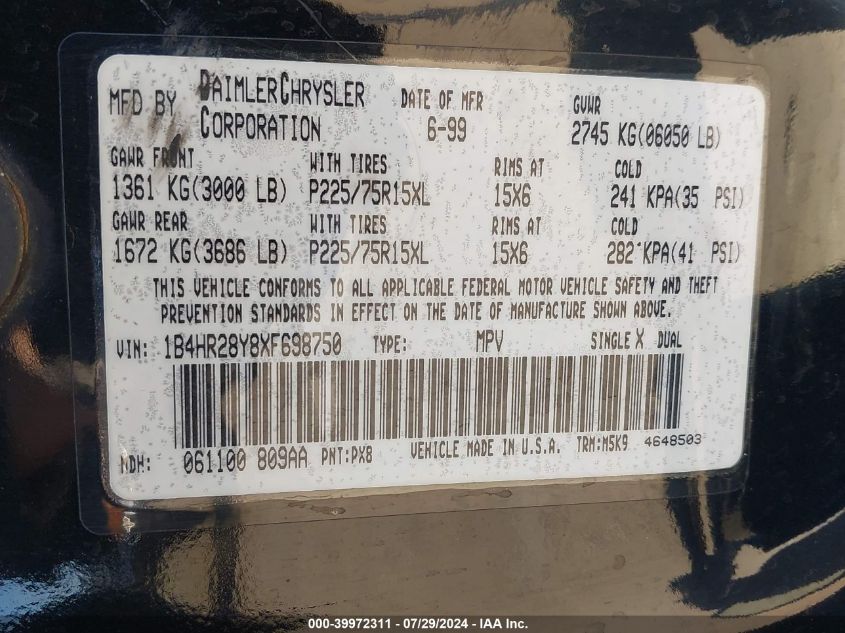 MFD BY DAIMLERCHRYSLER CORPORATION DATE OF MFR 6-99 GVWR 2745 KG(06050 LB)
GAWR FRONT WITH TIRES RIMS AT COLD
1361 KG(3000 LB) P225/75R15XL 15X6 241 KPA(35 PSI)
GAWR REAR WITH TIRES RIMS AT COLD
1672 KG(3686 LB) P225/75R15XL 15X6 282 KPA(41 PSI)
THIS VEHICLE CONFORMS TO ALL APPLICABLE FEDERAL MOTOR VEHICLE SAFETY AND THEFT
PREVENTION STANDARDS IN EFFECT ON THE DATE OF MANUFACTURE SHOWN ABOVE.
VIN: 1B4HR28Y8XF698750 TYPE: MPV SINGLE X DUAL
MDH: 061100 809AA PNT:PX8 VEHICLE MADE IN U.S.A. TRM:M5K9 4648503
000-39972311 - 07/29/2024 - IAA Inc.